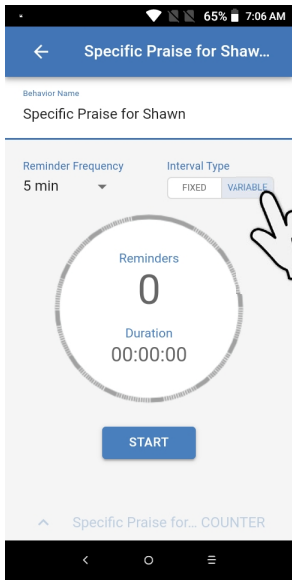 65% 7:06 AM
Specific Praise for Shaw...
Behavior Name
Specific Praise for Shawn
Reminder Frequency Interval Type
5 min FIXED VARIABLE
Reminders
0
Duration
00:00:00
START
Specific Praise for... COUNTER